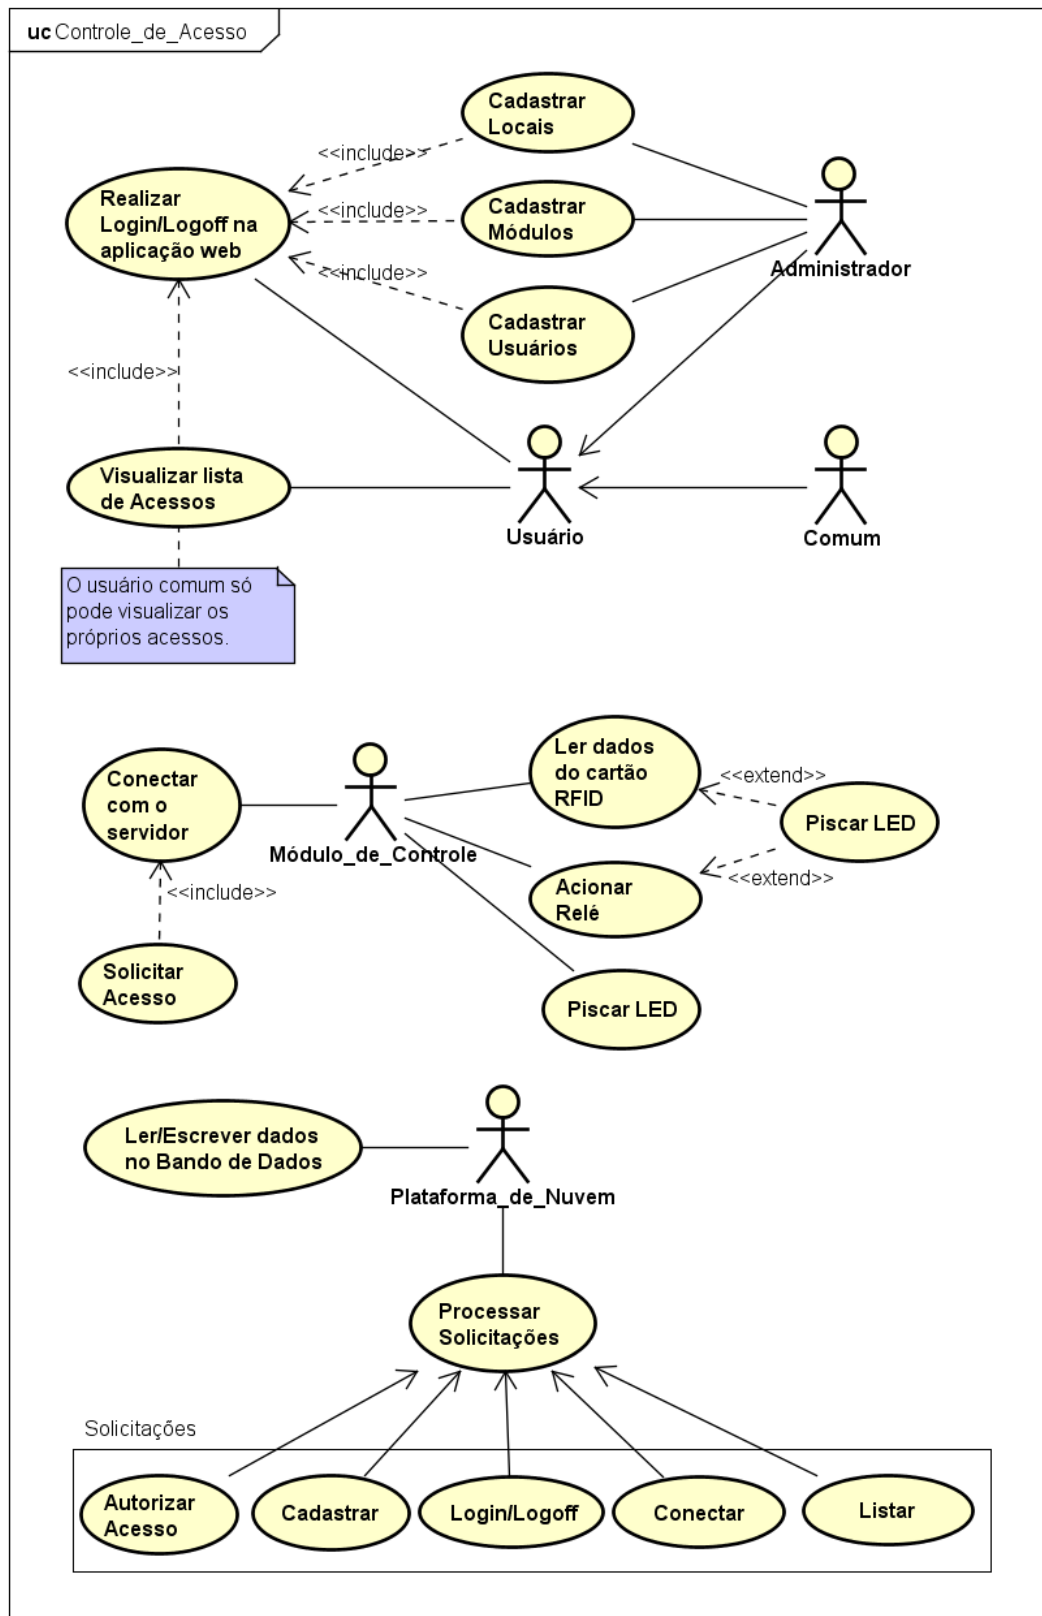 uc Controle_de_Acesso
Cadastrar
Locais
<<include>>
Realizar
Login/Logoff na
aplicação web
<<include>>
Cadastrar
Módulos
Administrador
<<include>>
Cadastrar
Usuários
<<include>>
Visualizar lista
de Acessos
Usuário
Comum
O usuário comum só
pode visualizar os
próprios acessos.
Conectar
com o
servidor
Módulo_de_Controle
Ler dados
do cartão
RFID
<<extend>>
Piscar LED
<<extend>>
Acionar
Relé
<<include>>
Solicitar
Acesso
Piscar LED
Ler/Escrever dados
no Bando de Dados
Plataforma_de_Nuvem
Processar
Solicitações
Solicitações
Autorizar
Acesso
Cadastrar
Login/Logoff
Conectar
Listar